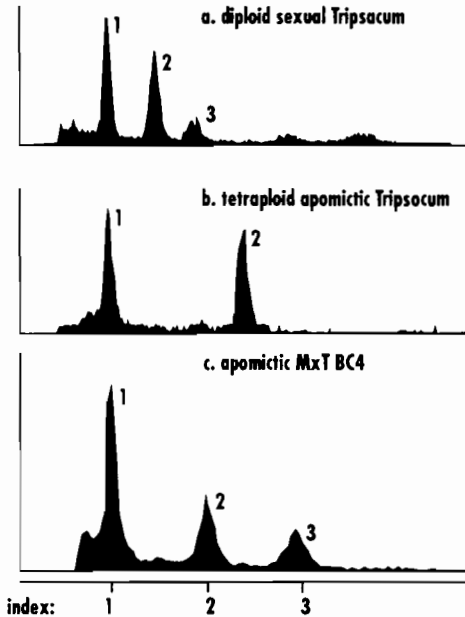 a. diploid sexual Tripsacum
1
2
3
b. tetraploid apomictic Tripsocum
1
2
c. apomictic MxT BC4
1
2
3
index: 1 2 3